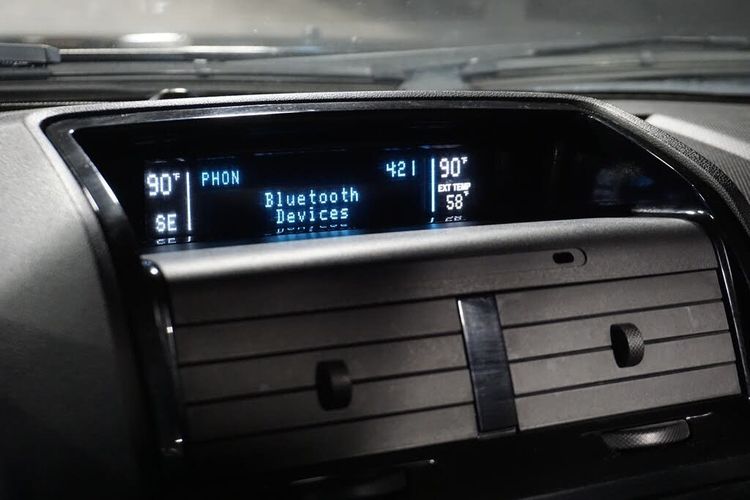 90°F
SE
PHON
421
Bluetooth
Devices
90°F
EXT TEMP
58°F